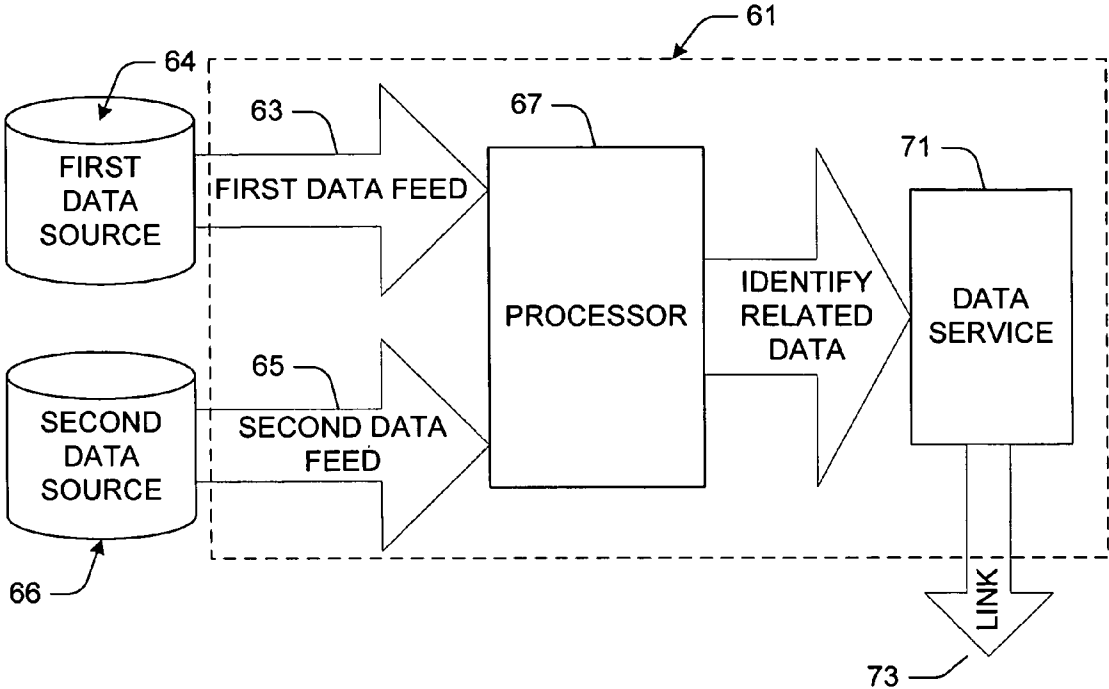 61
64
63
67
71
FIRST
DATA
SOURCE
FIRST DATA FEED
PROCESSOR
IDENTIFY
RELATED
DATA
DATA
SERVICE
65
SECOND
DATA
SOURCE
SECOND DATA
FEED
66
LINK
73